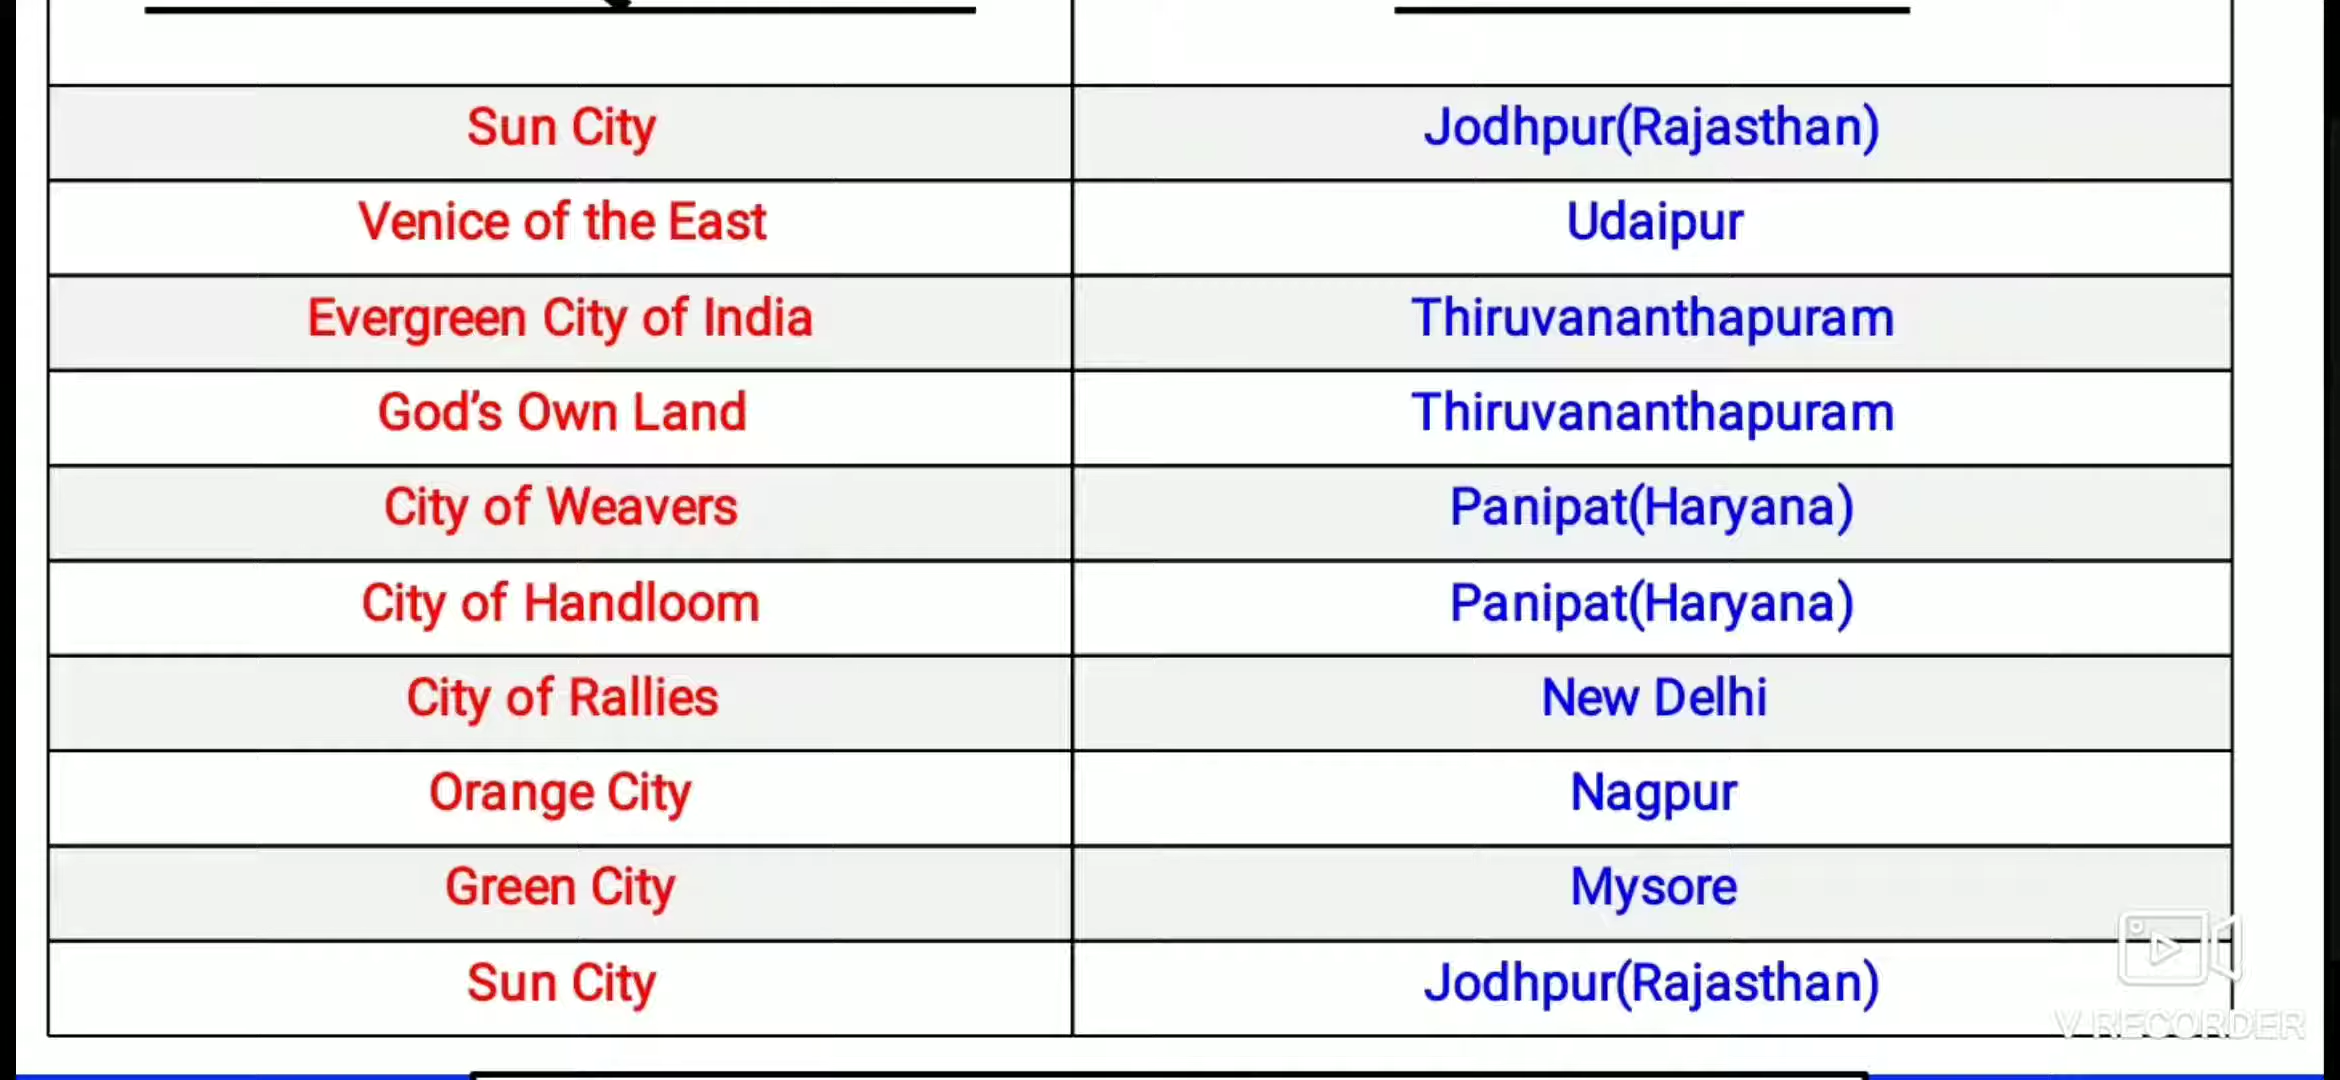 Sun City Jodhpur(Rajasthan)
Venice of the East Udaipur
Evergreen City of India Thiruvananthapuram
God's Own Land Thiruvananthapuram
City of Weavers Panipat(Haryana)
City of Handloom Panipat(Haryana)
City of Rallies New Delhi
Orange City Nagpur
Green City Mysore
Sun City Jodhpur(Rajasthan)
V RECORDER